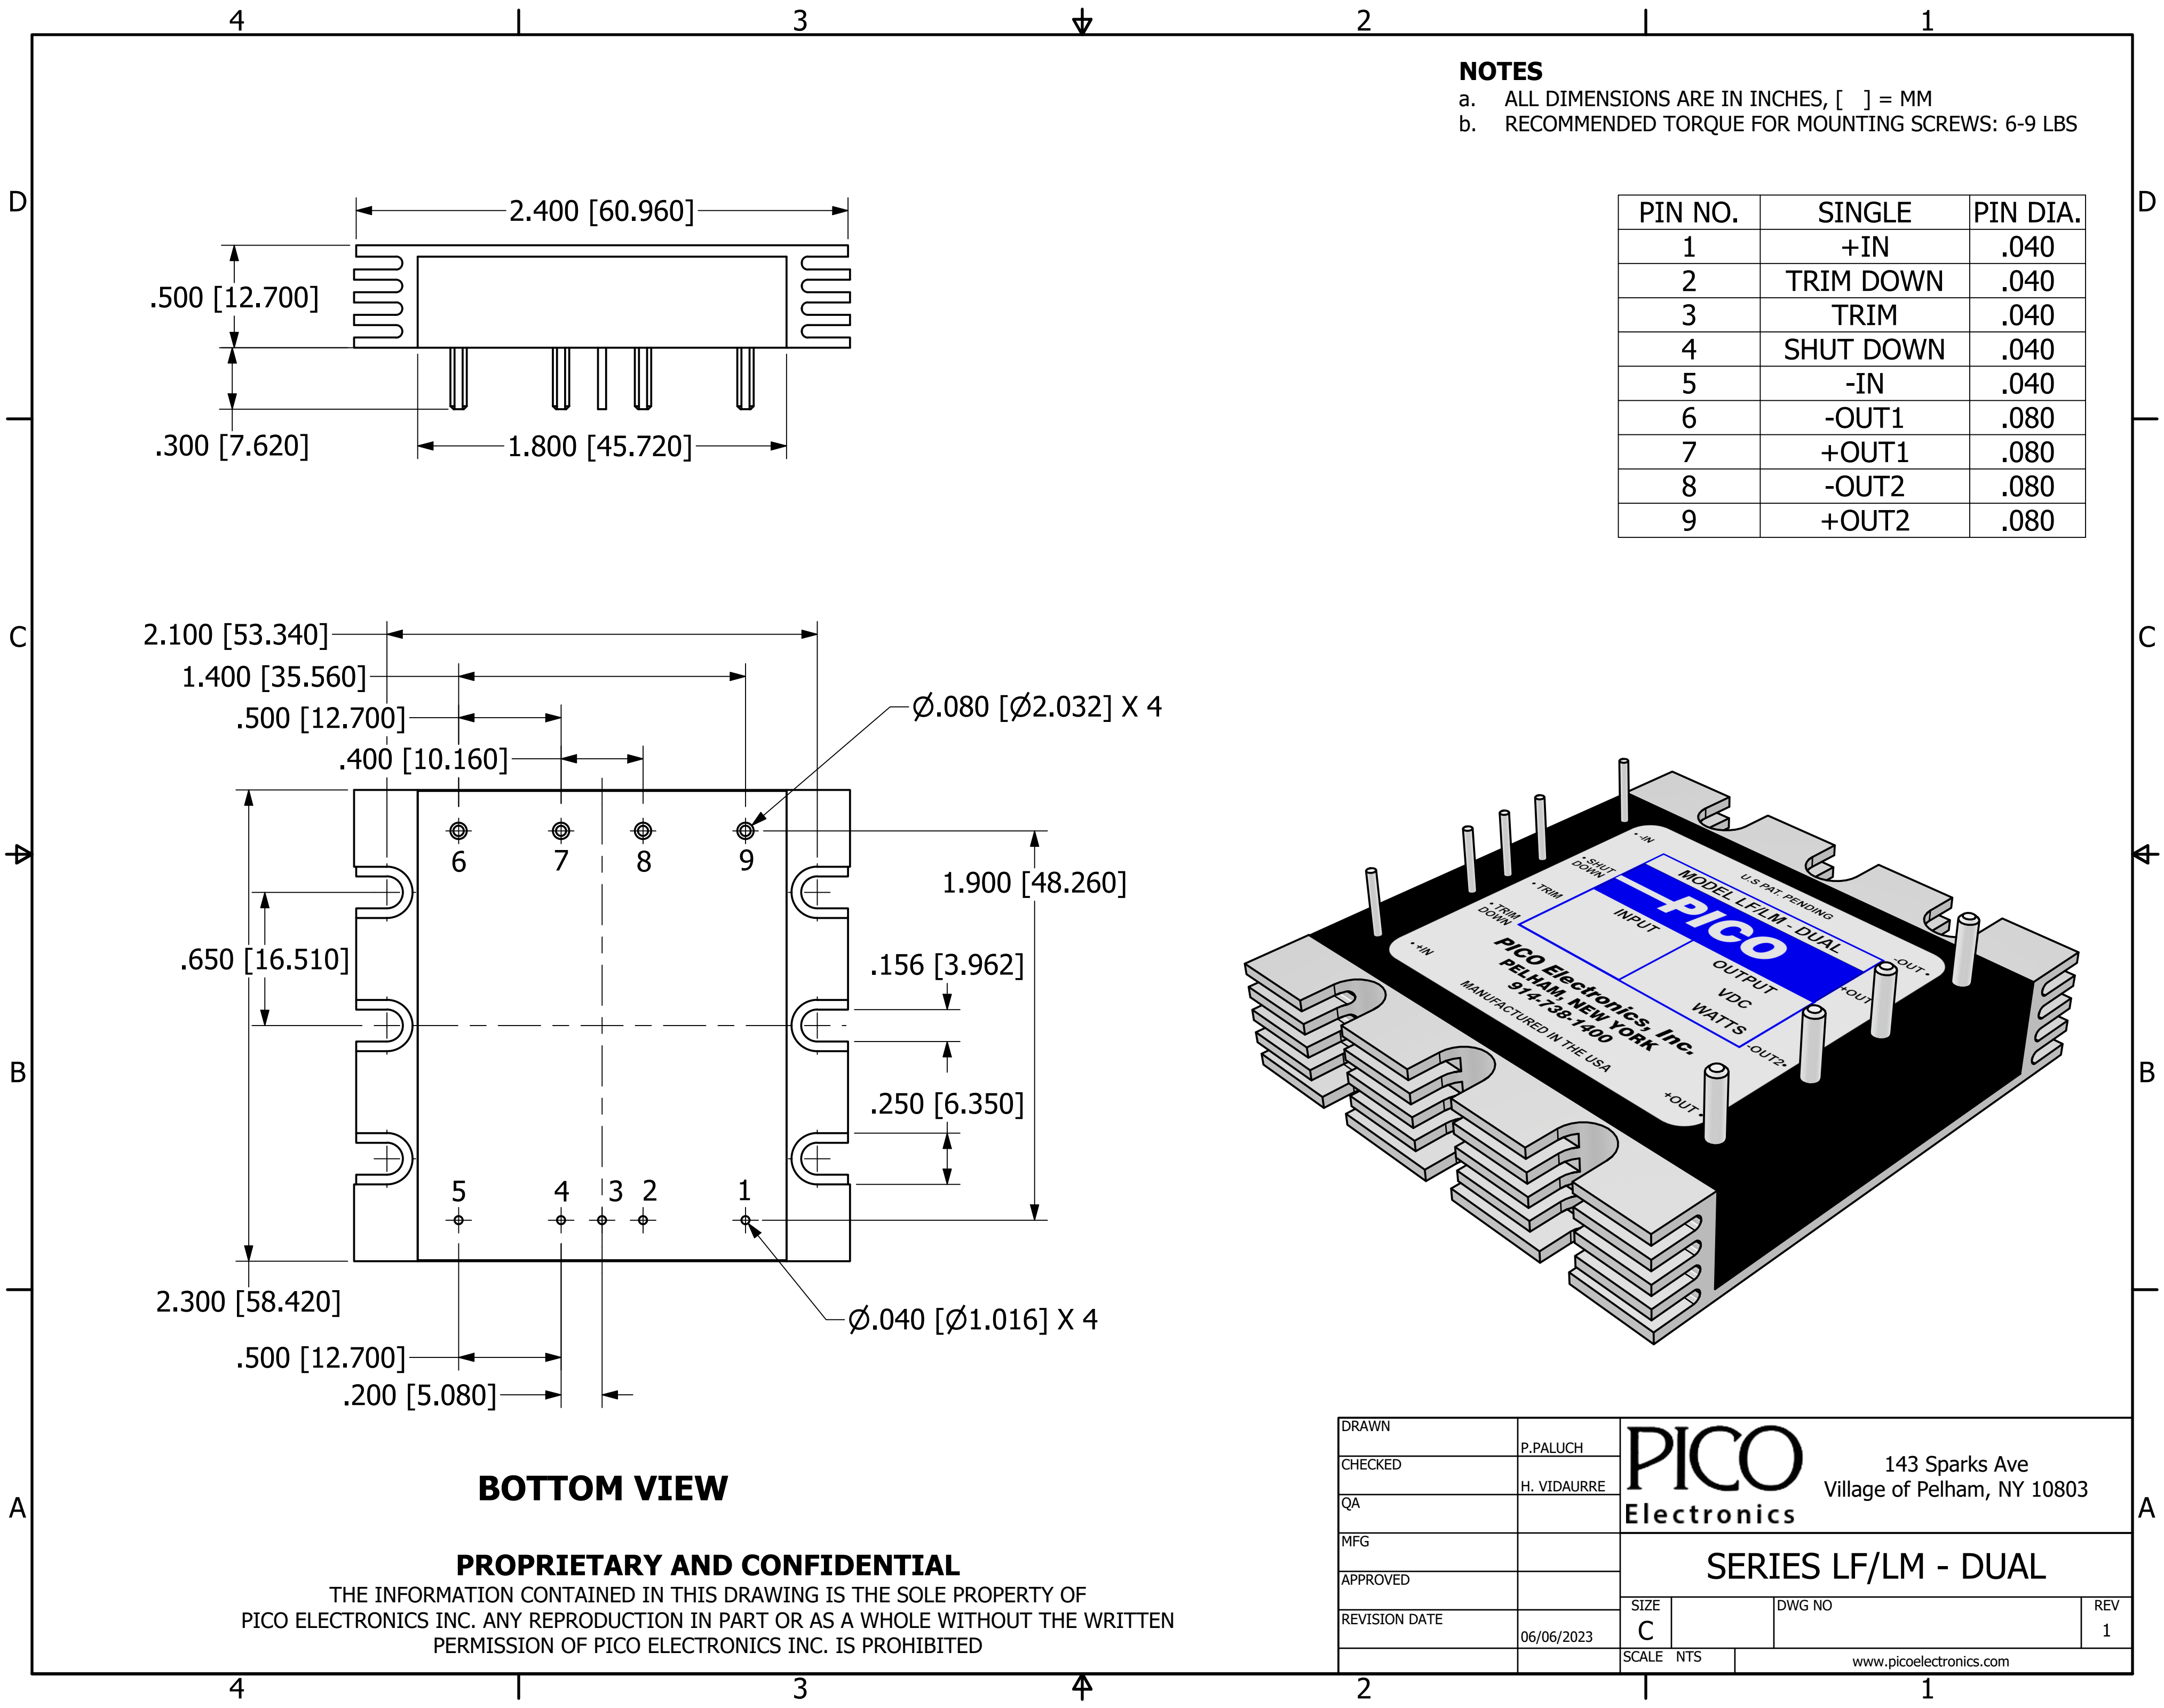 4 3 2 1
NOTES
a. ALL DIMENSIONS ARE IN INCHES, [ ] = MM
b. RECOMMENDED TORQUE FOR MOUNTING SCREWS: 6-9 LBS
D D
2.400 [60.960]
.500 [12.700]
.300 [7.620]
1.800 [45.720]
PIN NO. SINGLE PIN DIA.
1 +IN .040
2 TRIM DOWN .040
3 TRIM .040
4 SHUT DOWN .040
5 -IN .040
6 -OUT1 .080
7 +OUT1 .080
8 -OUT2 .080
9 +OUT2 .080
C C
2.100 [53.340]
1.400 [35.560]
.500 [12.700]
.400 [10.160]
Ø.080 [Ø2.032] X 4
6 7 8 9
1.900 [48.260]
.650 [16.510]
.156 [3.962]
.250 [6.350]
B B
5 4 3 2 1
2.300 [58.420]
Ø.040 [Ø1.016] X 4
.500 [12.700]
.200 [5.080]
• -IN
• SHUT
DOWN
• TRIM
• TRIM
DOWN
• +IN
U.S PAT. PENDING
MODEL LF/LM - DUAL
PICO
INPUT
OUTPUT
VDC
WATTS
PICO Electronics, Inc.
PELHAM, NEW YORK
914-738-1400
MANUFACTURED IN THE USA
-OUT •
+OUT
-OUT2•
+OUT •
BOTTOM VIEW
A A
PROPRIETARY AND CONFIDENTIAL
THE INFORMATION CONTAINED IN THIS DRAWING IS THE SOLE PROPERTY OF
PICO ELECTRONICS INC. ANY REPRODUCTION IN PART OR AS A WHOLE WITHOUT THE WRITTEN
PERMISSION OF PICO ELECTRONICS INC. IS PROHIBITED
DRAWN P.PALUCH
CHECKED H. VIDAURRE
QA
MFG
APPROVED
REVISION DATE 06/06/2023
PICO
Electronics
143 Sparks Ave
Village of Pelham, NY 10803
SERIES LF/LM - DUAL
SIZE C
DWG NO
REV 1
SCALE NTS
www.picoelectronics.com
4 3 2 1